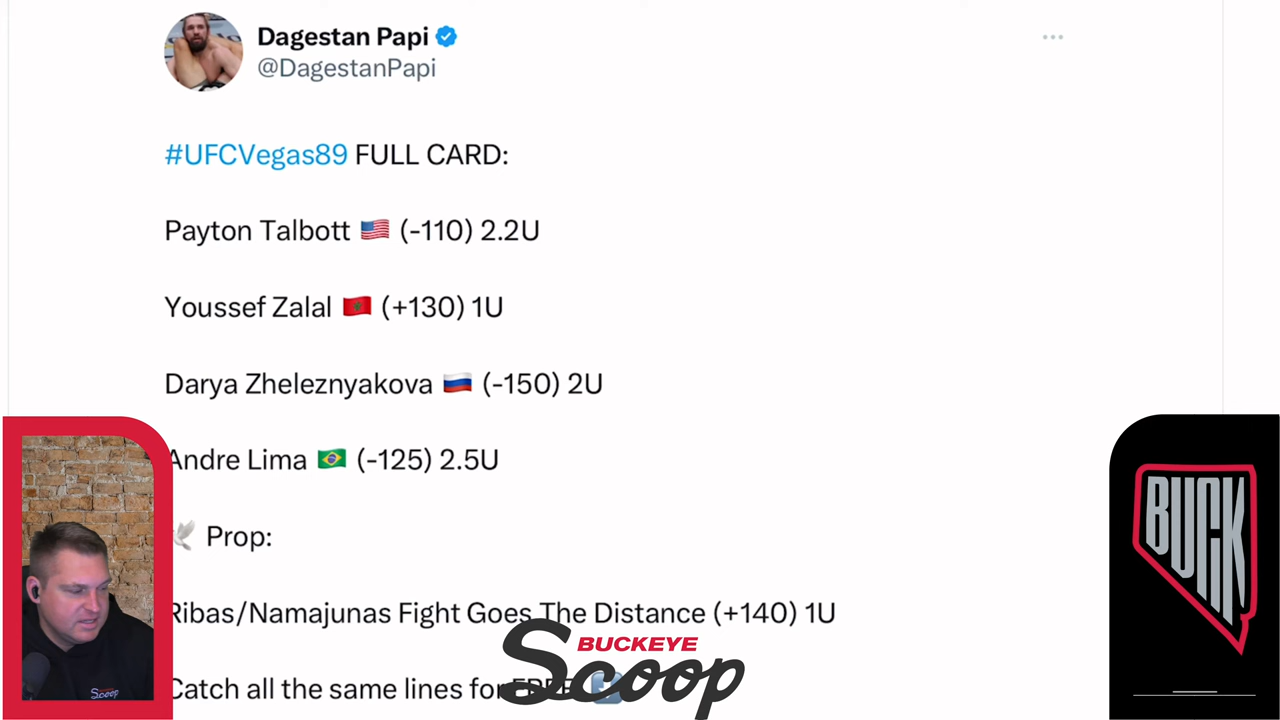 Dagestan Papi
@DagestanPapi
#UFCVegas89 FULL CARD:
Payton Talbott (-110) 2.2U
Youssef Zalal (+130) 1U
Darya Zheleznyakova (-150) 2U
Andre Lima (-125) 2.5U
Prop:
Ribas/Namajunas Fight Goes The Distance (+140) 1U
Catch all the same lines for FREE
BUCKEYE
Scoop
BUCK
Scoop